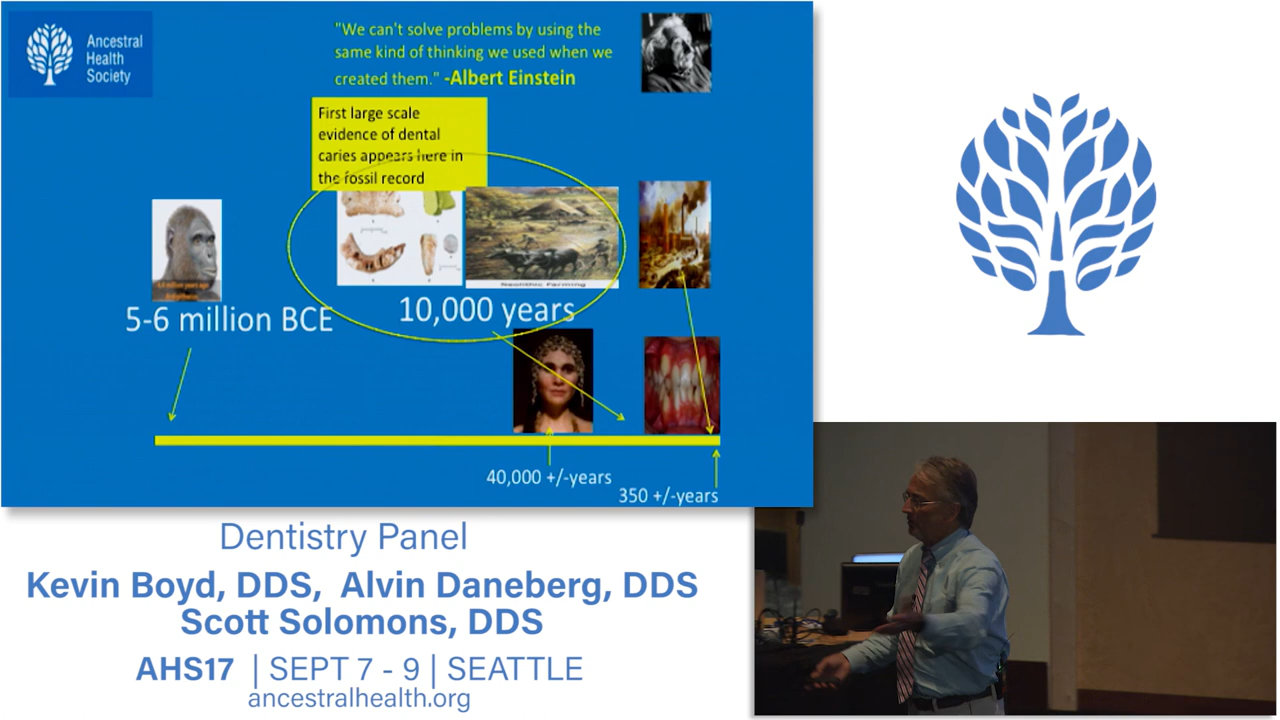 Ancestral
Health
Society
"We can't solve problems by using the
same kind of thinking we used when we
created them." -Albert Einstein
First large scale
evidence of dental
caries appears here in
the fossil record
Neolithic Farming
5-6 million BCE
10,000 years
40,000 +/-years
350 +/-years
Dentistry Panel
Kevin Boyd, DDS, Alvin Daneberg, DDS
Scott Solomons, DDS
AHS17 | SEPT 7 - 9 | SEATTLE
ancestralhealth.org